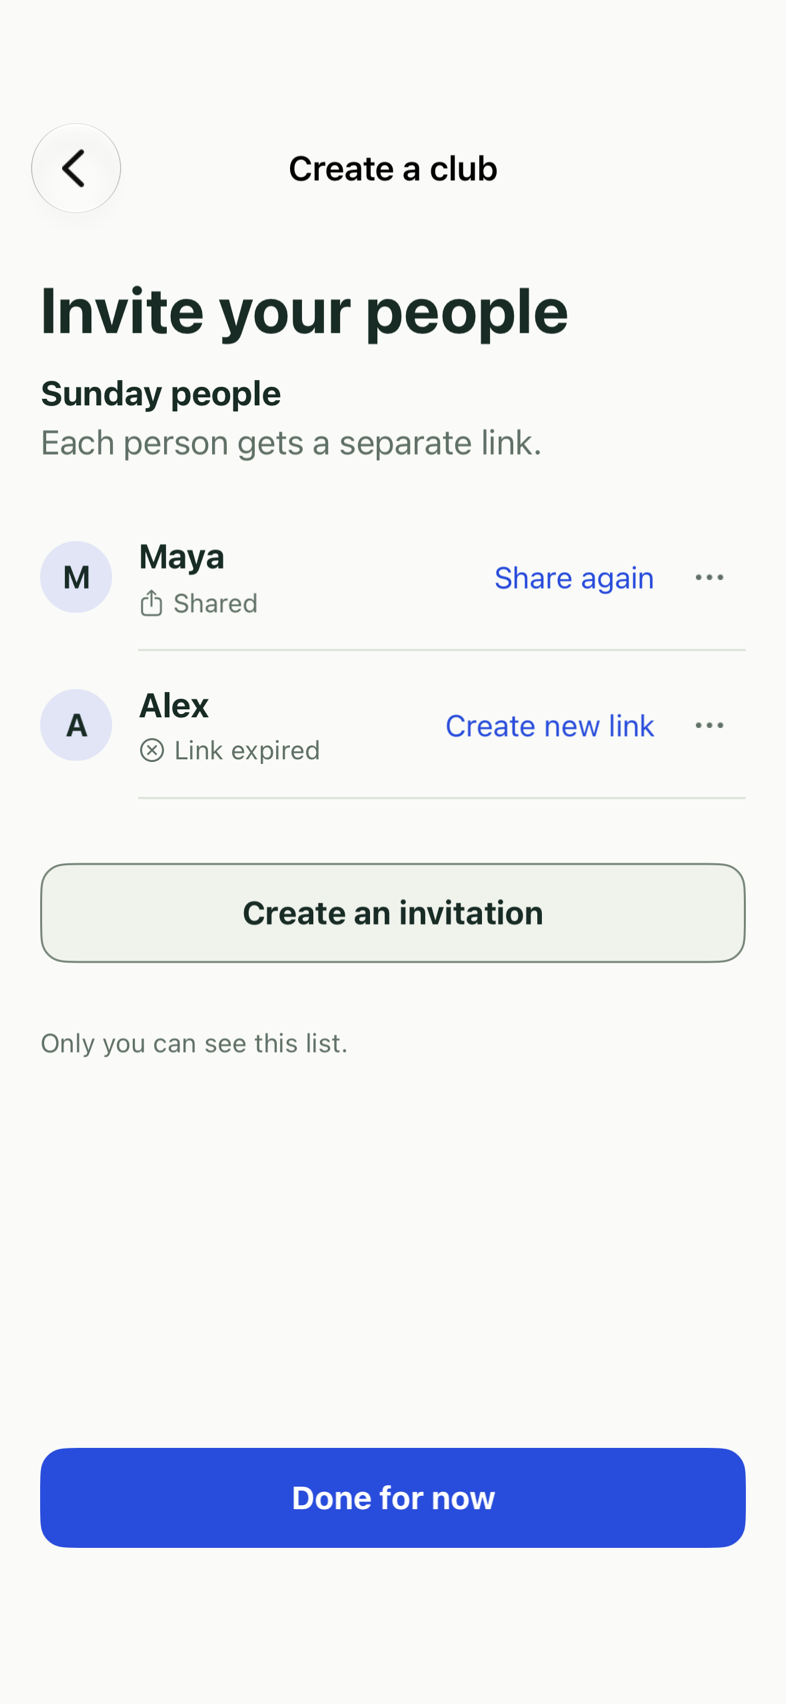 Create a club
Invite your people
Sunday people
Each person gets a separate link.
M
Maya
Shared
Share again
A
Alex
Link expired
Create new link
Create an invitation
Only you can see this list.
Done for now